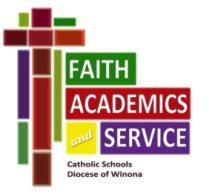 FAITH
ACADEMICS
and SERVICE
Catholic Schools
Diocese of Winona